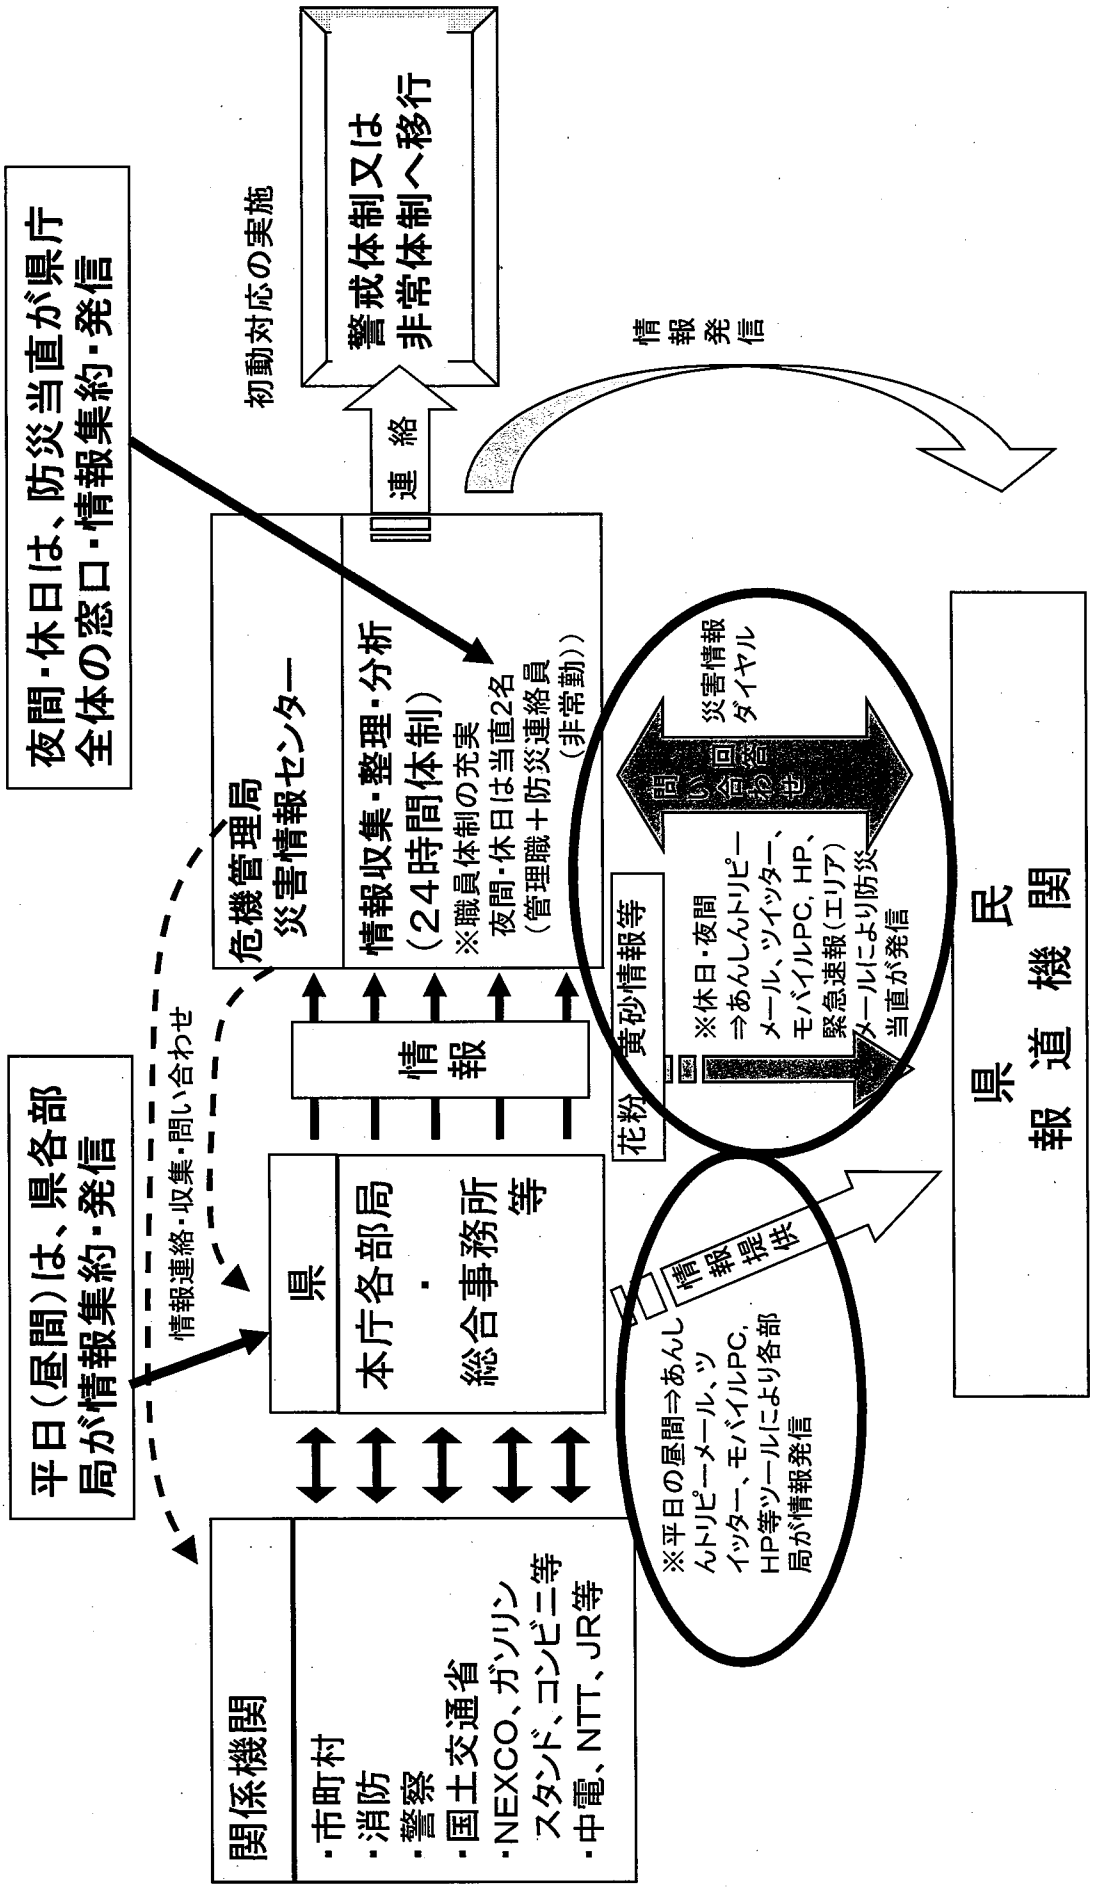 平日(昼間)は、県各部
局が情報集約・発信
夜間・休日は、防災当直が県庁
全体の窓口・情報集約・発信
情報連絡・収集・問い合わせ
関係機関
・市町村
・消防
・警察
・国土交通省
・NEXCO、ガソリン
スタンド、コンビニ等
・中電、NTT、JR等
県
本庁各部局
・
総合事務所
等
情報
危機管理局
災害情報センター
情報収集・整理・分析
(24時間体制)
※職員体制の充実
夜間・休日は当直2名
(管理職+防災連絡員
(非常勤))
連絡
初動対応の実施
警戒体制又は
非常体制へ移行
情報発信
※平日の昼間⇒あんし
んトリピーメール、ツ
イッター、モバイルPC,
HP等ツールにより各部
局が情報発信
情報提供
花粉 黄砂情報等
※休日・夜間
⇒あんしんトリピー
メール、ツイッター、
モバイルPC, HP、
緊急速報(エリア)
メールにより防災
当直が発信
問い合わせ
回答
災害情報
ダイヤル
県民
報道機関